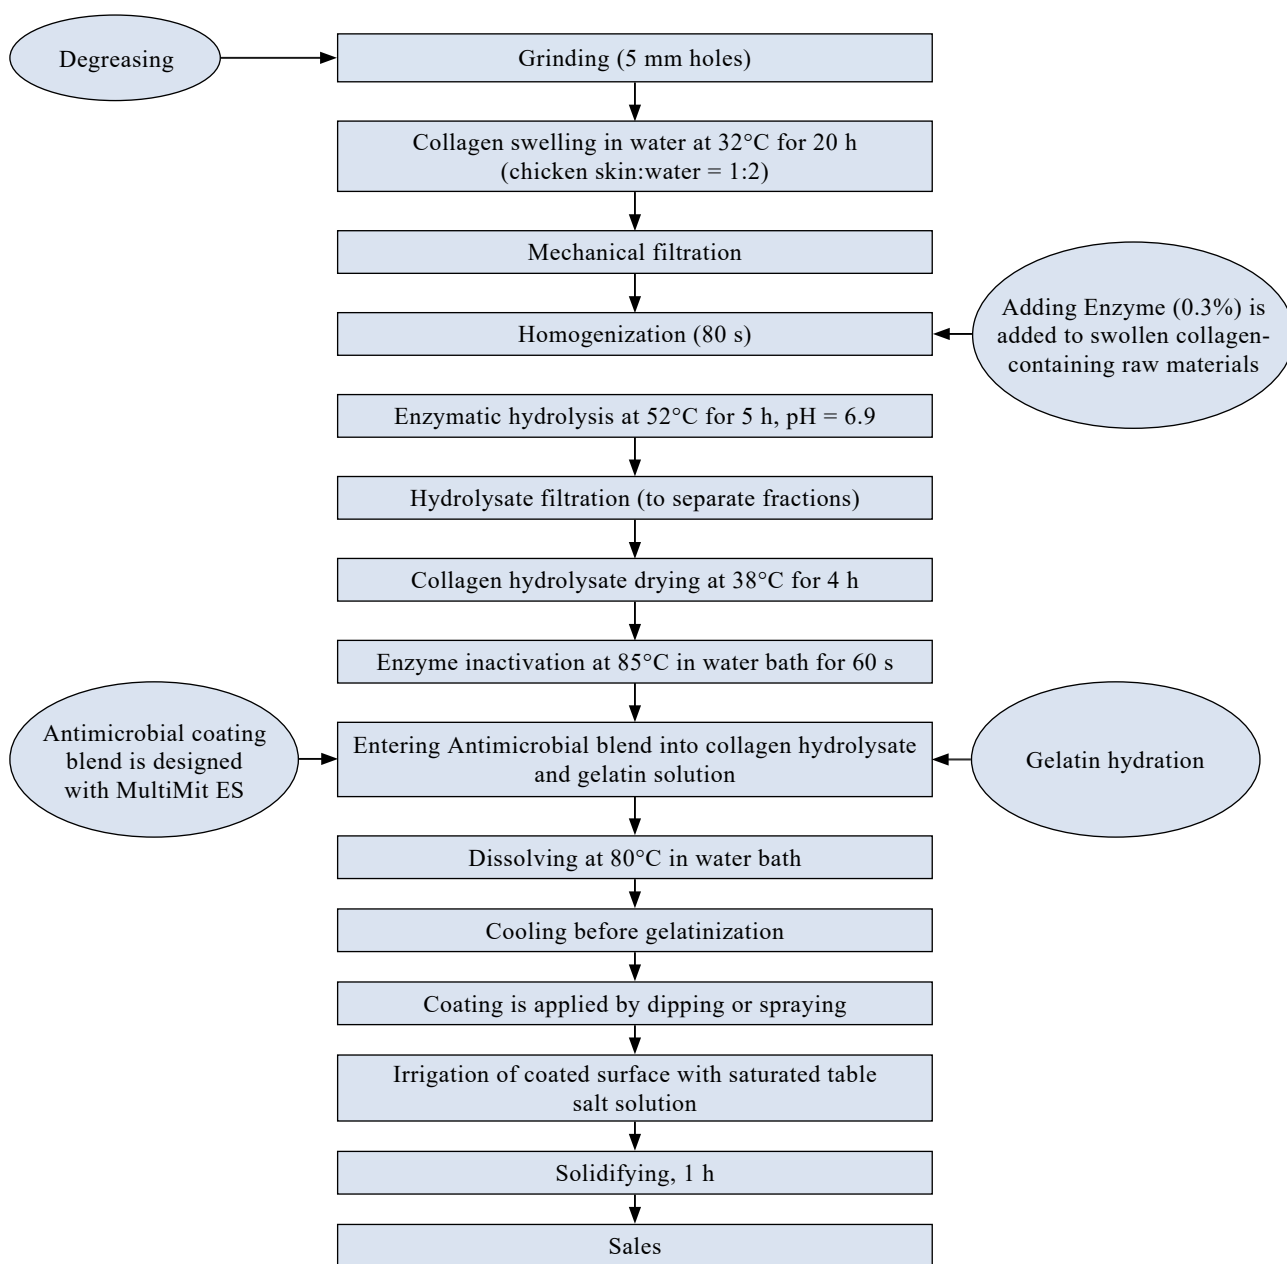 Degreasing
Grinding (5 mm holes)
Collagen swelling in water at 32°C for 20 h
(chicken skin:water = 1:2)
Mechanical filtration
Homogenization (80 s)
Adding Enzyme (0.3%) is
added to swollen collagen-
containing raw materials
Enzymatic hydrolysis at 52°C for 5 h, pH = 6.9
Hydrolysate filtration (to separate fractions)
Collagen hydrolysate drying at 38°C for 4 h
Enzyme inactivation at 85°C in water bath for 60 s
Antimicrobial coating
blend is designed
with MultiMit ES
Entering Antimicrobial blend into collagen hydrolysate
and gelatin solution
Gelatin hydration
Dissolving at 80°C in water bath
Cooling before gelatinization
Coating is applied by dipping or spraying
Irrigation of coated surface with saturated table
salt solution
Solidifying, 1 h
Sales